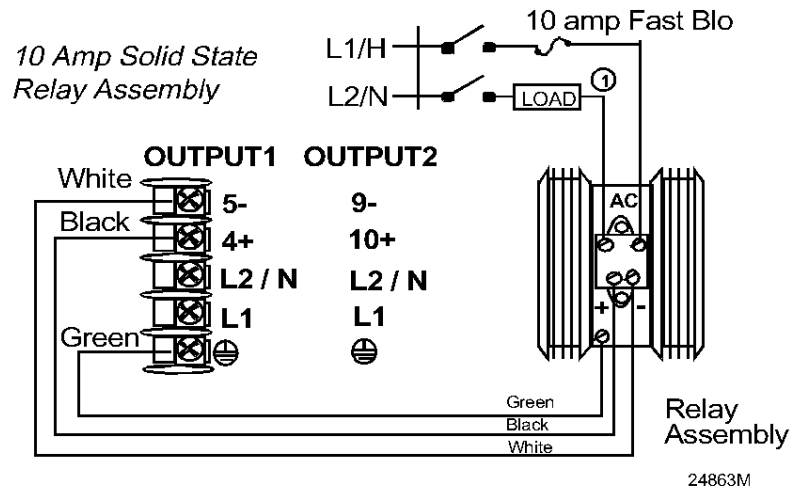 10 amp Fast Blo
10 Amp Solid State
Relay Assembly
L1/H
L2/N
LOAD
1
OUTPUT1 OUTPUT2
White
5-
9-
Black
4+
10+
L2 / N
L2 / N
L1
L1
Green
AC
+ -
Green
Black
White
Relay
Assembly
24863M